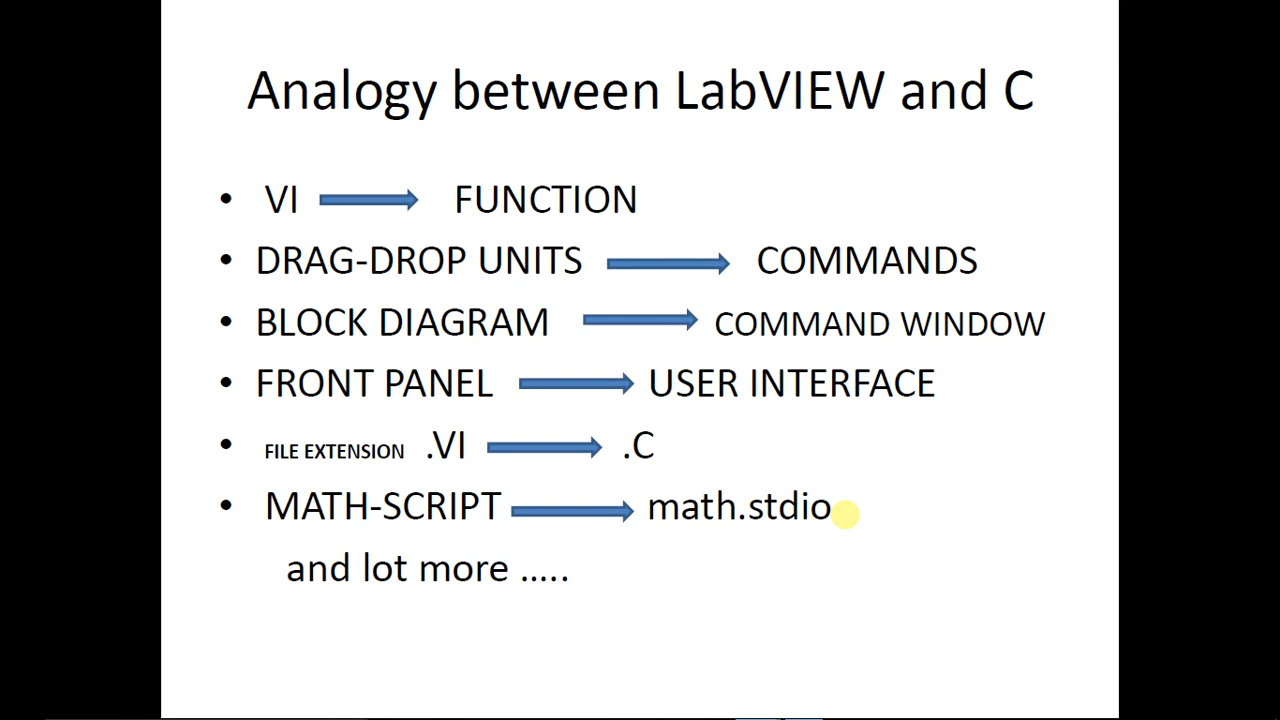 Analogy between LabVIEW and C
• VI FUNCTION
• DRAG-DROP UNITS COMMANDS
• BLOCK DIAGRAM COMMAND WINDOW
• FRONT PANEL USER INTERFACE
• FILE EXTENSION .VI .C
• MATH-SCRIPT math.stdio
and lot more .....